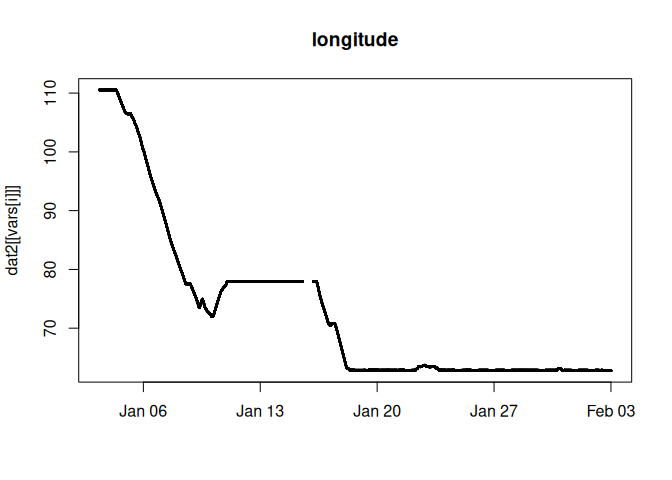 longitude
dat2[[vars[i]]]
110
100
90
80
70
Jan 06
Jan 13
Jan 20
Jan 27
Feb 03